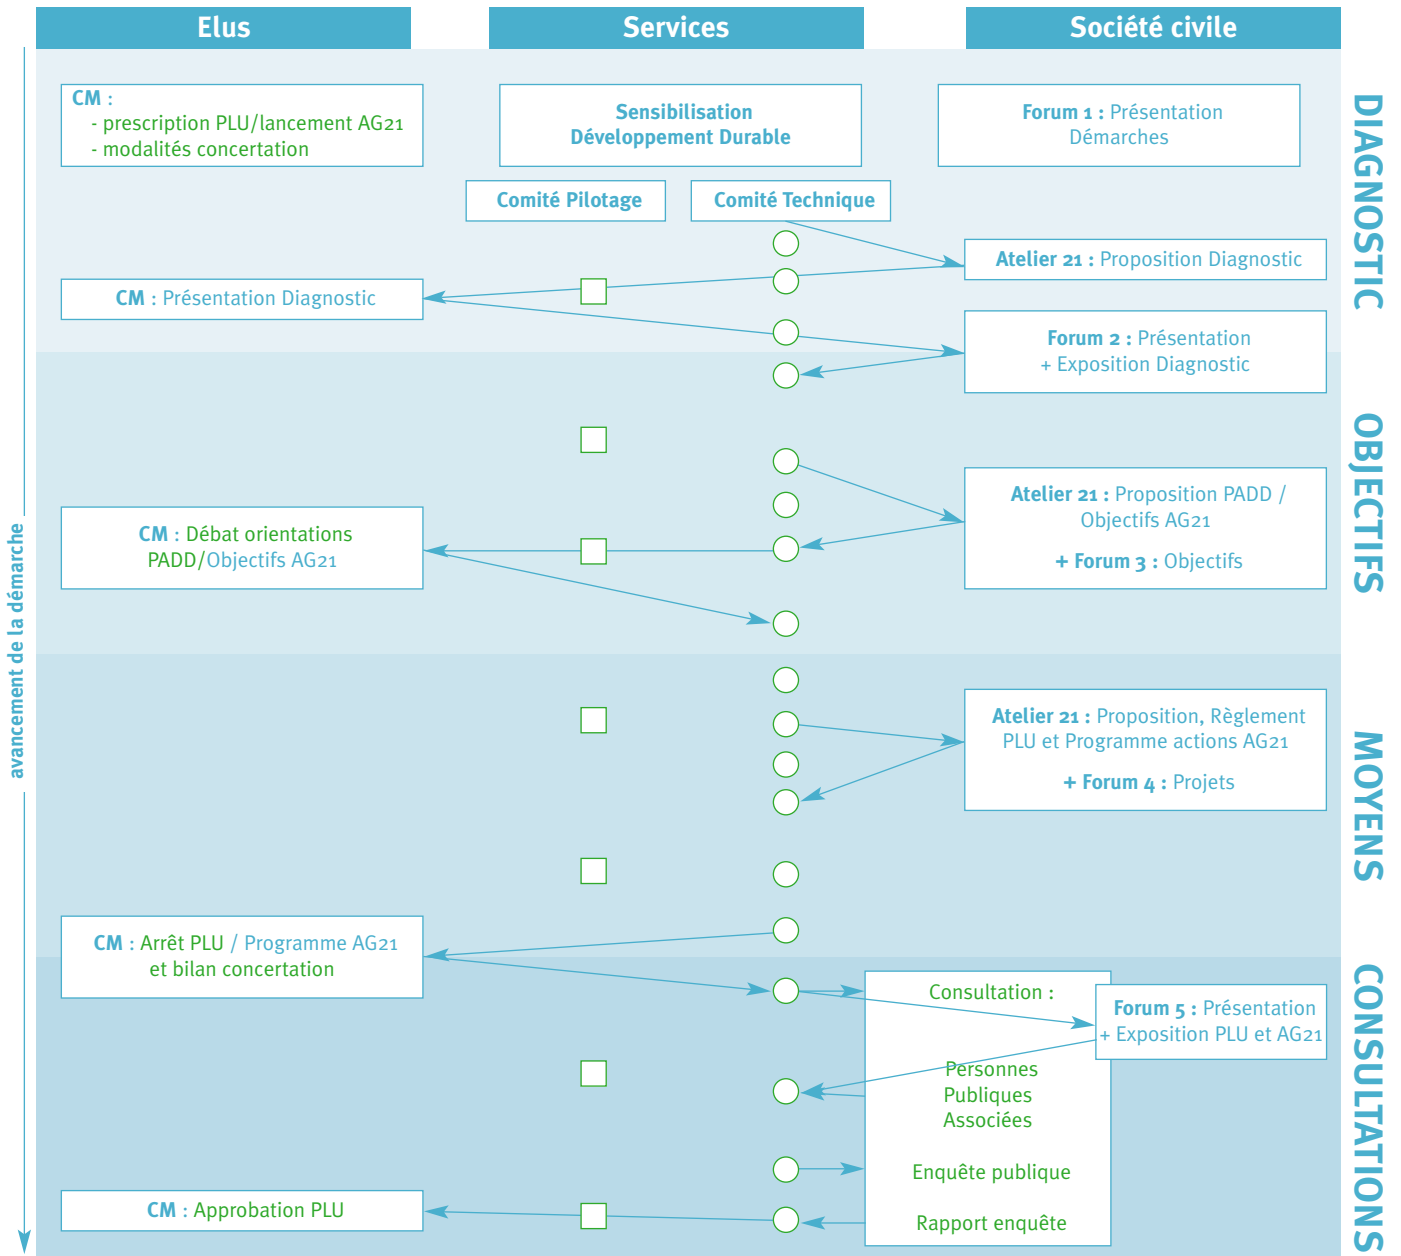 Elus
Services
Société civile
CM :
- prescription PLU/lancement AG21
- modalités concertation
Sensibilisation
Développement Durable
Forum 1 : Présentation
Démarches
Comité Pilotage
Comité Technique
Atelier 21 : Proposition Diagnostic
CM : Présentation Diagnostic
Forum 2 : Présentation
+ Exposition Diagnostic
DIAGNOSTIC
Atelier 21 : Proposition PADD /
Objectifs AG21
+ Forum 3 : Objectifs
CM : Débat orientations
PADD/Objectifs AG21
OBJECTIFS
avancement de la démarche
Atelier 21 : Proposition, Règlement
PLU et Programme actions AG21
+ Forum 4 : Projets
MOYENS
CM : Arrêt PLU / Programme AG21
et bilan concertation
Consultation :
Forum 5 : Présentation
+ Exposition PLU et AG21
Personnes
Publiques
Associées
Enquête publique
Rapport enquête
CM : Approbation PLU
CONSULTATIONS